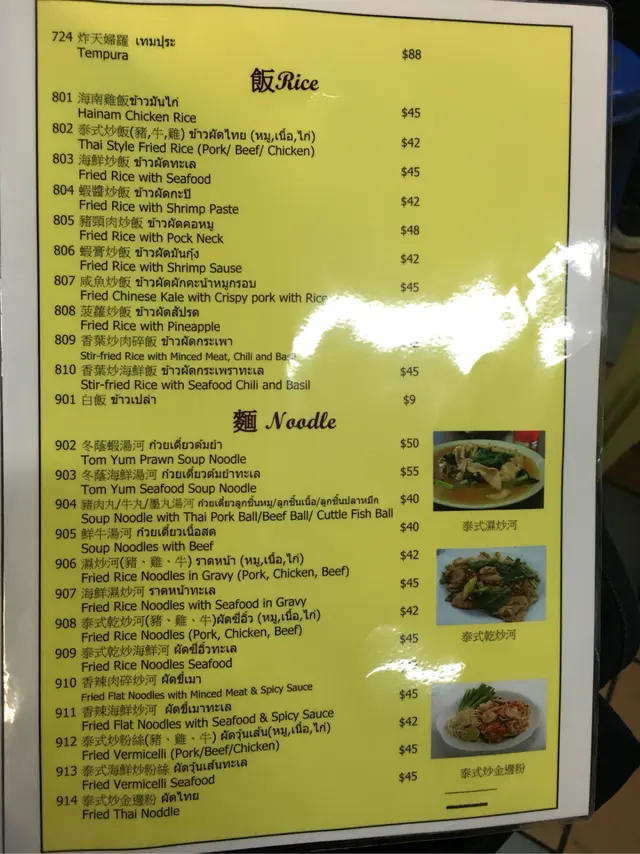 724 炸天婦羅 เทมปุระ
Tempura $88
飯Rice
801 海南雞飯ข้าวมันไก่
Hainam Chicken Rice $45
802 泰式炒飯(豬,牛,雞) ข้าวผัดไทย (หมู,เนื้อ,ไก่)
Thai Style Fried Rice (Pork/ Beef/ Chicken) $42
803 海鮮炒飯 ข้าวผัดทะเล
Fried Rice with Seafood $45
804 蝦醬炒飯 ข้าวผัดกะปิ
Fried Rice with Shrimp Paste $42
805 豬頸肉炒飯 ข้าวผัดคอหมู
Fried Rice with Pock Neck $48
806 蝦膏炒飯 ข้าวผัดมันกุ้ง
Fried Rice with Shrimp Sause $42
807 咸魚炒飯 ข้าวผัดผักคะน้าหมูกรอบ
Fried Chinese Kale with Crispy pork with Rice $45
808 菠蘿炒飯 ข้าวผัดสัปรด
Fried Rice with Pineapple
809 香葉炒肉碎飯 ข้าวผัดกระเพา
Stir-fried Rice with Minced Meat, Chili and Basil
810 香葉炒海鮮飯 ข้าวผัดกระเพราทะเล $45
Stir-fried Rice with Seafood Chili and Basil
901 白飯 ข้าวเปล่า $9
麵 Noodle
902 冬蔭蝦湯河 ก๋วยเตี๋ยวต้มยำ $50
Tom Yum Prawn Soup Noodle
903 冬蔭海鮮湯河 ก๋วยเตี๋ยวต้มยำทะเล $55
Tom Yum Seafood Soup Noodle
904 豬肉丸/牛丸/墨丸湯河 ก๋วยเตี๋ยวลูกชิ้นหมู/ลูกชิ้นเนื้อ/ลูกชิ้นปลาหมึก $40
Soup Noodle with Thai Pork Ball/Beef Ball/ Cuttle Fish Ball
905 鮮牛湯河 ก๋วยเตี๋ยวเนื้อสด $40
Soup Noodles with Beef
906 濕炒河(豬、雞、牛) ราดหน้า (หมู,เนื้อ,ไก่) $42
Fried Rice Noodles in Gravy (Pork, Chicken, Beef)
907 海鮮濕炒河 ราดหน้าทะเล $45
Fried Rice Noodles with Seafood in Gravy
908 泰式乾炒河(豬、雞、牛)ผัดซีอิ๊ว (หมู,เนื้อ,ไก่) $42
Fried Rice Noodles (Pork, Chicken, Beef)
909 泰式乾炒海鮮河 ผัดซีอิ๊วทะเล $45
Fried Rice Noodles Seafood
910 香辣肉碎炒河 ผัดขี้เมา $42
Fried Flat Noodles with Minced Meat & Spicy Sauce
911 香辣海鮮炒河 ผัดขี้เมาทะเล $45
Fried Flat Noodles with Seafood & Spicy Sauce
912 泰式炒粉絲(豬、雞、牛) ผัดวุ้นเส้น(หมู,เนื้อ,ไก่) $42
Fried Vermicelli (Pork/Beef/Chicken)
913 泰式海鮮炒粉絲 ผัดวุ้นเส้นทะเล $45
Fried Vermicelli Seafood
914 泰式炒金邊粉 ผัดไทย $45
Fried Thai Noddle
泰式濕炒河
泰式乾炒河
泰式炒金邊粉